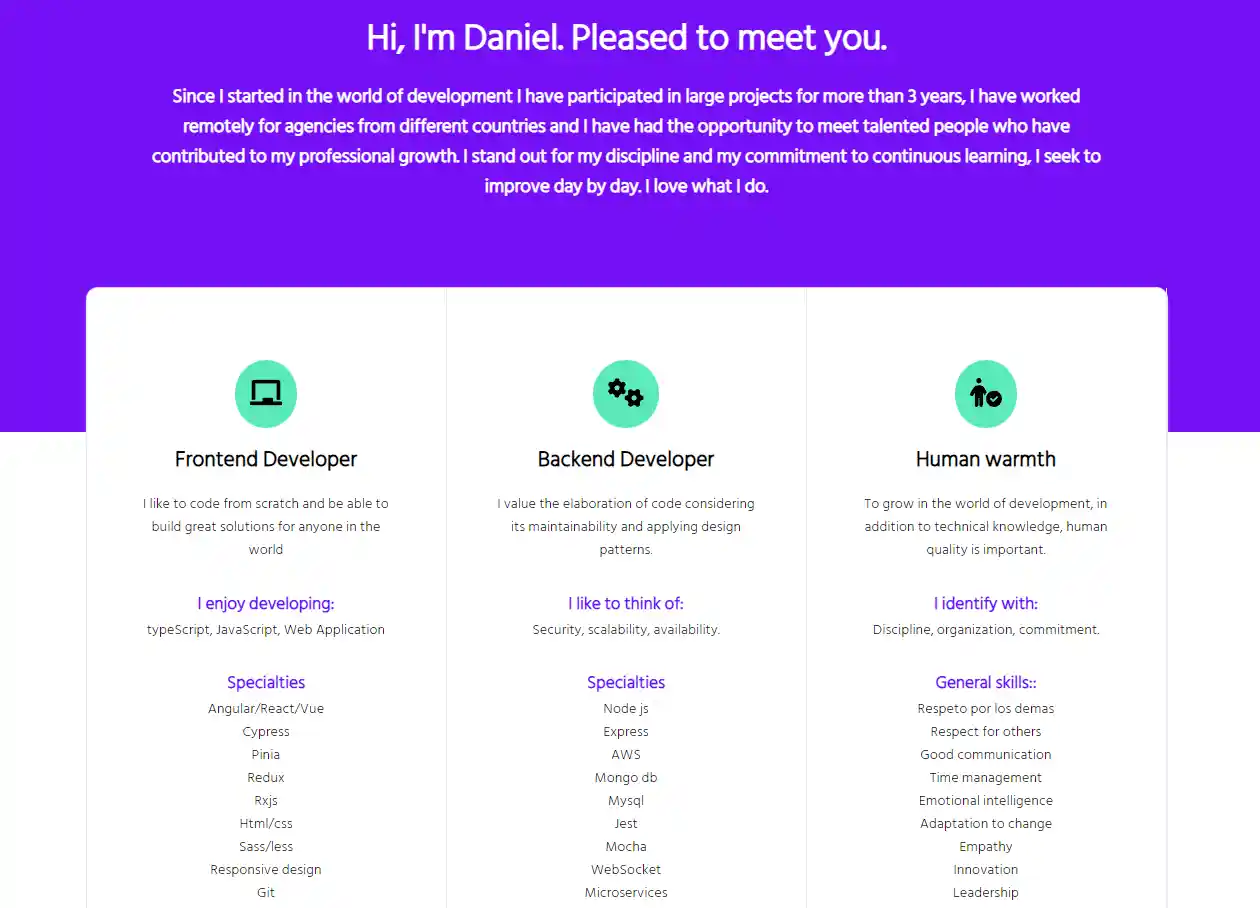 Hi, I'm Daniel. Pleased to meet you.
Since I started in the world of development I have participated in large projects for more than 3 years, I have worked
remotely for agencies from different countries and I have had the opportunity to meet talented people who have
contributed to my professional growth. I stand out for my discipline and my commitment to continuous learning, I seek to
improve day by day. I love what I do.
Frontend Developer
I like to code from scratch and be able to
build great solutions for anyone in the
world
I enjoy developing:
typeScript, JavaScript, Web Application
Specialties
Angular/React/Vue
Cypress
Pinia
Redux
Rxjs
Html/css
Sass/less
Responsive design
Git
Backend Developer
I value the elaboration of code considering
its maintainability and applying design
patterns.
I like to think of:
Security, scalability, availability.
Specialties
Node js
Express
AWS
Mongo db
Mysql
Jest
Mocha
WebSocket
Microservices
Human warmth
To grow in the world of development, in
addition to technical knowledge, human
quality is important.
I identify with:
Discipline, organization, commitment.
General skills::
Respeto por los demas
Respect for others
Good communication
Time management
Emotional intelligence
Adaptation to change
Empathy
Innovation
Leadership